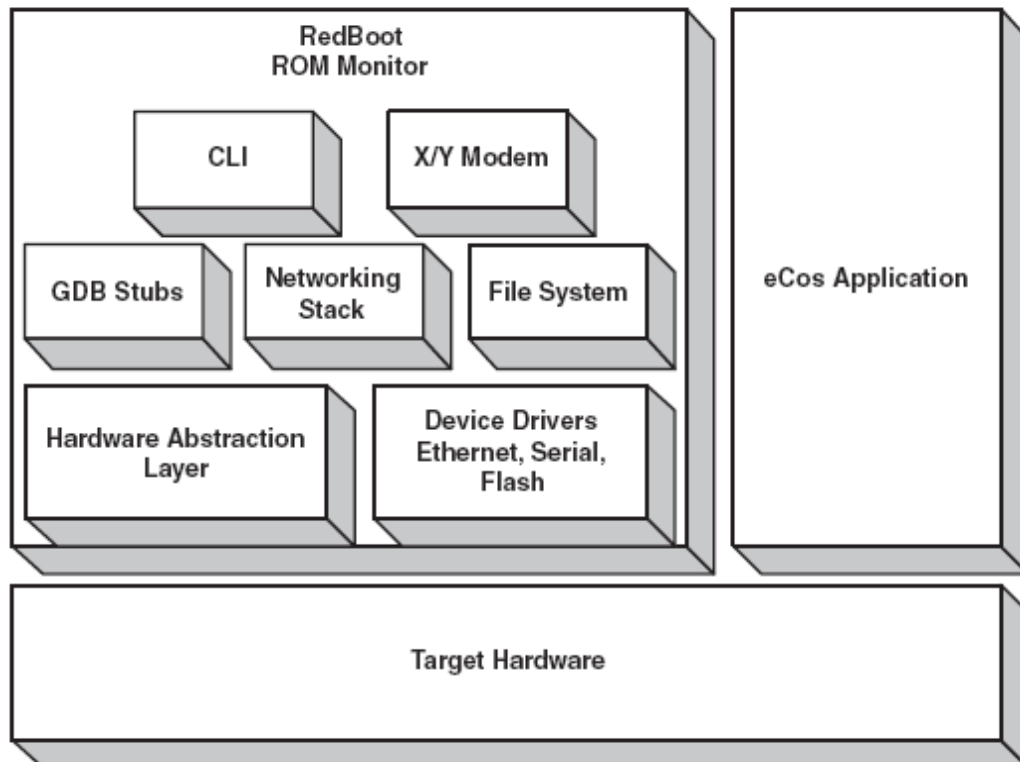 RedBoot
ROM Monitor
CLI
X/Y Modem
GDB Stubs
Networking
Stack
File System
eCos Application
Hardware Abstraction
Layer
Device Drivers
Ethernet, Serial,
Flash
Target Hardware